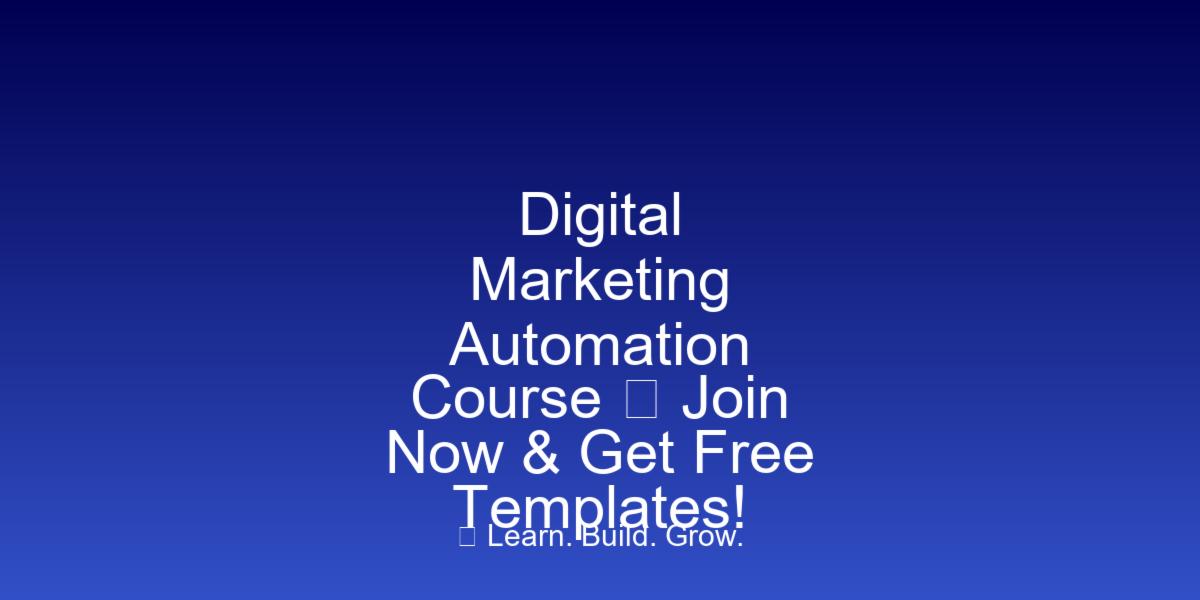 Digital
Marketing
Automation
Course □ Join
Now & Get Free
Templates!
□ Learn. Build. Grow.